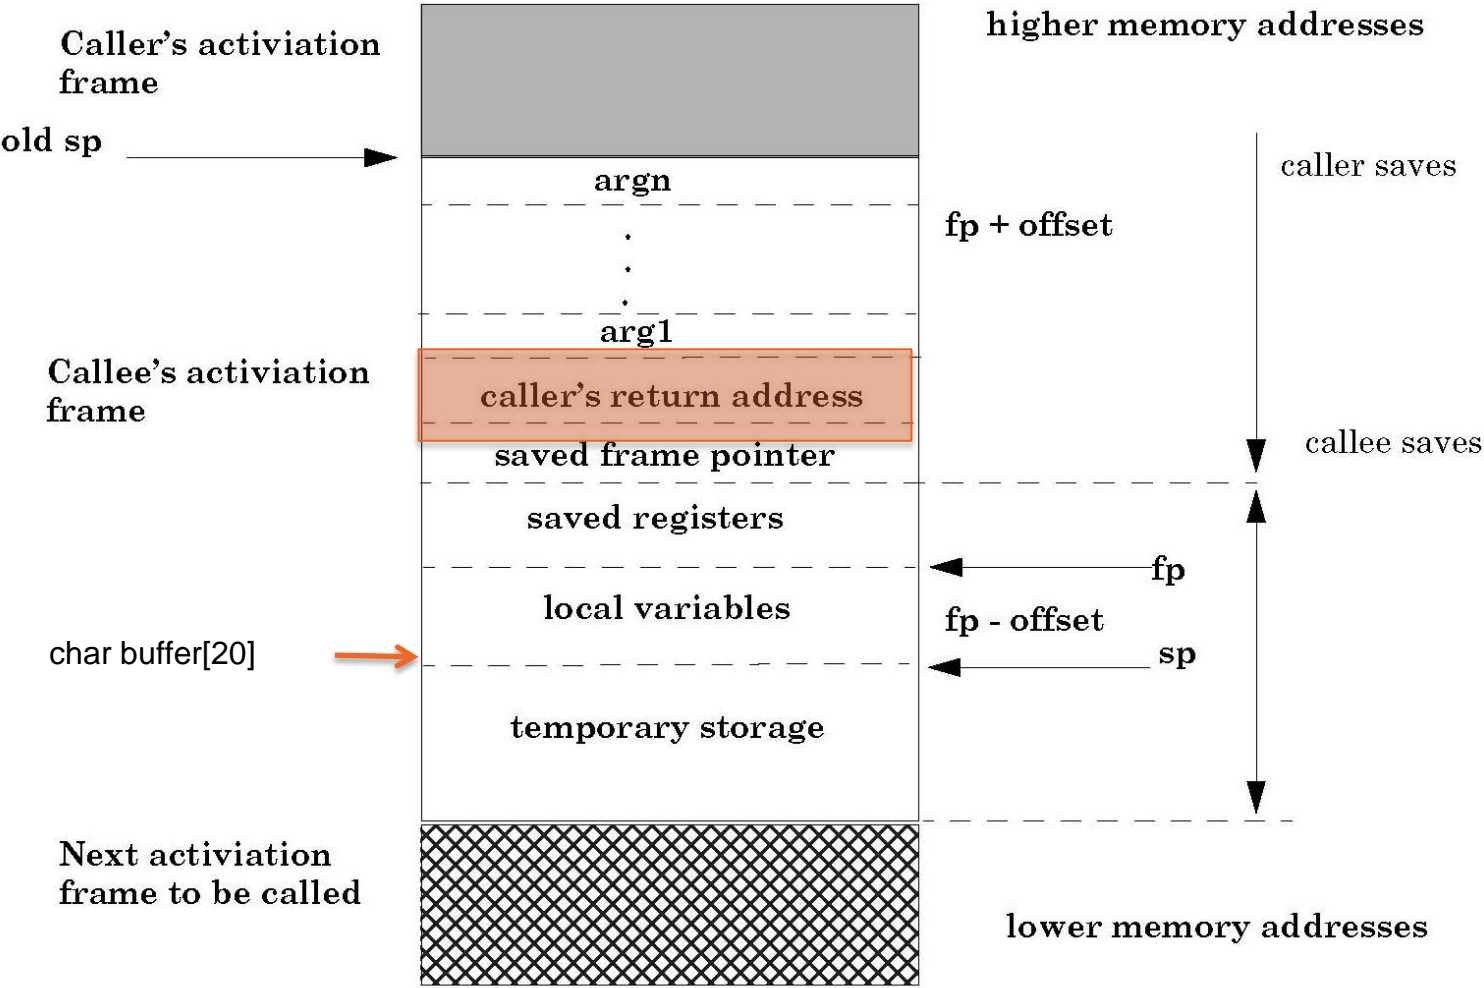 higher memory addresses
Caller's activiation
frame
old sp
caller saves
argn
fp + offset
.
.
.
arg1
Callee's activiation
frame
caller's return address
callee saves
saved frame pointer
saved registers
fp
local variables
fp - offset
char buffer[20]
sp
temporary storage
Next activiation
frame to be called
lower memory addresses